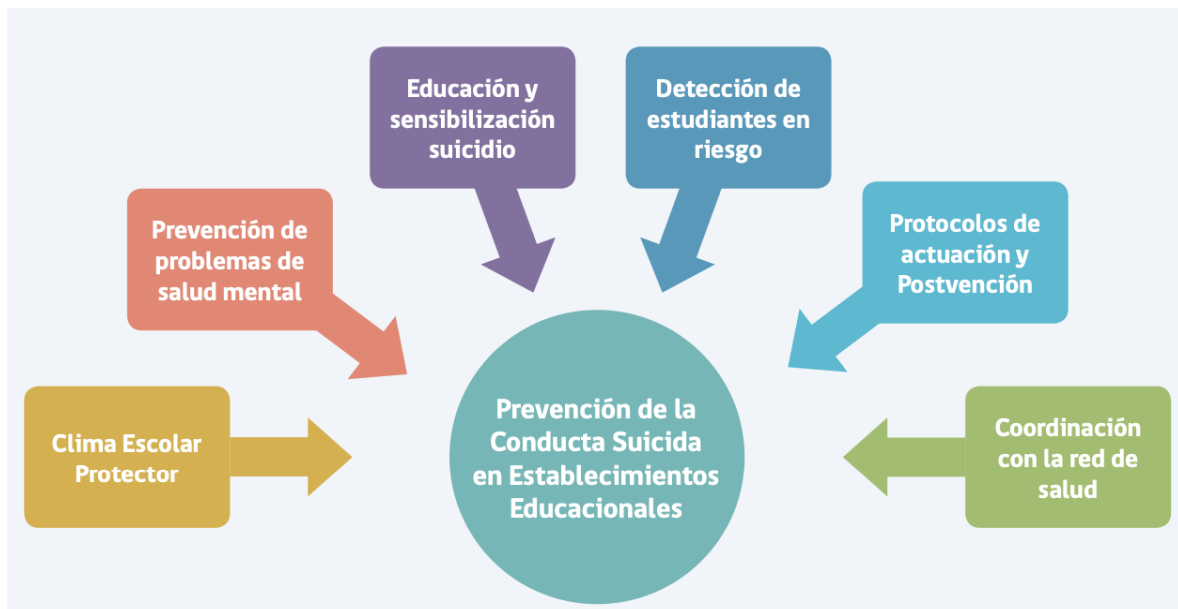 Educación y
sensibilización
suicidio
Detección de
estudiantes en
riesgo
Prevención de
problemas de
salud mental
Protocolos de
actuación y
Postvención
Clima Escolar
Protector
Prevención de la
Conducta Suicida
en Establecimientos
Educacionales
Coordinación
con la red de
salud